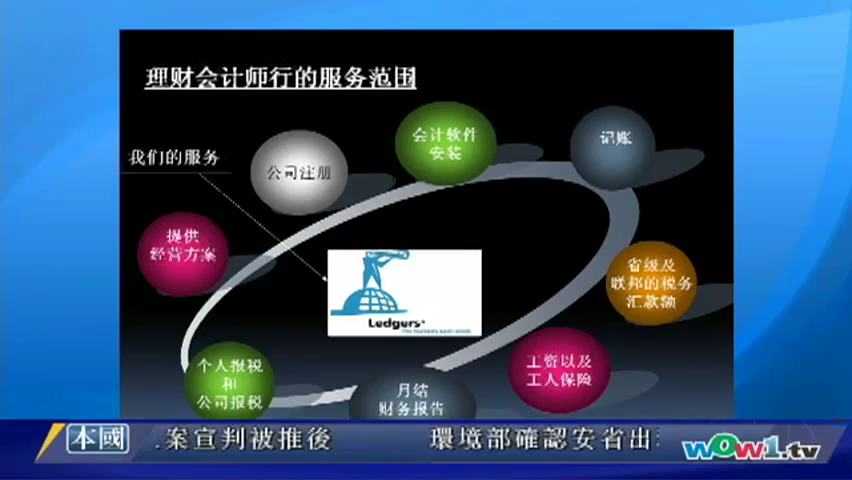 理财会计师行的服务范围
我们的服务
公司注册
会计软件
安装
记账
提供
经营方案
省级及
联邦的税务
汇款额
Ledgers
工资以及
工人保险
个人报税
和
公司报税
月结
财务报告
本國
案宣判被推後 環境部確認安省出
wow1.tv